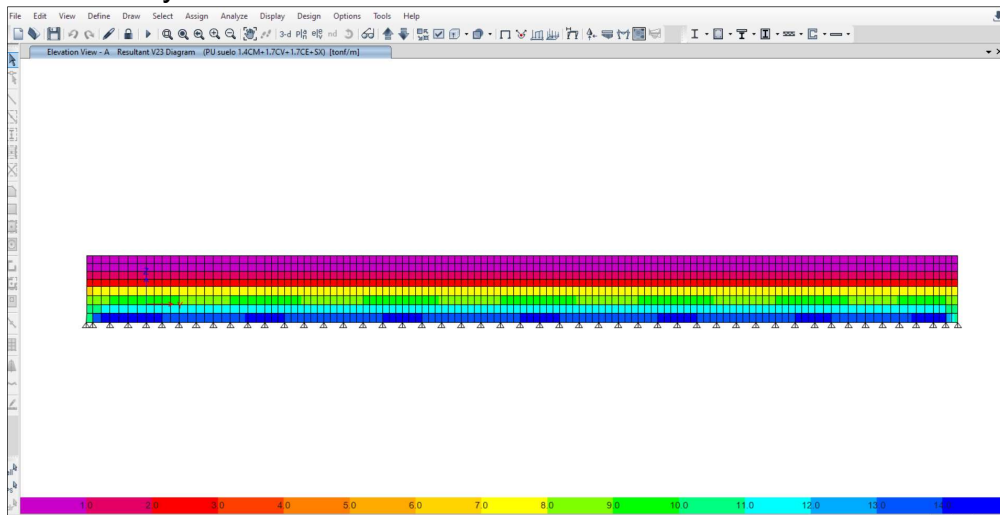 File Edit View Define Draw Select Assign Analyze Display Design Options Tools Help
3-d nd
Elevation View - A Resultant V23 Diagram (PU suelo 1.4CM+1.7CV+1.7CE+SX) [tonf/m]
1.0 2.0 3.0 4.0 5.0 6.0 7.0 8.0 9.0 10.0 11.0 12.0 13.0